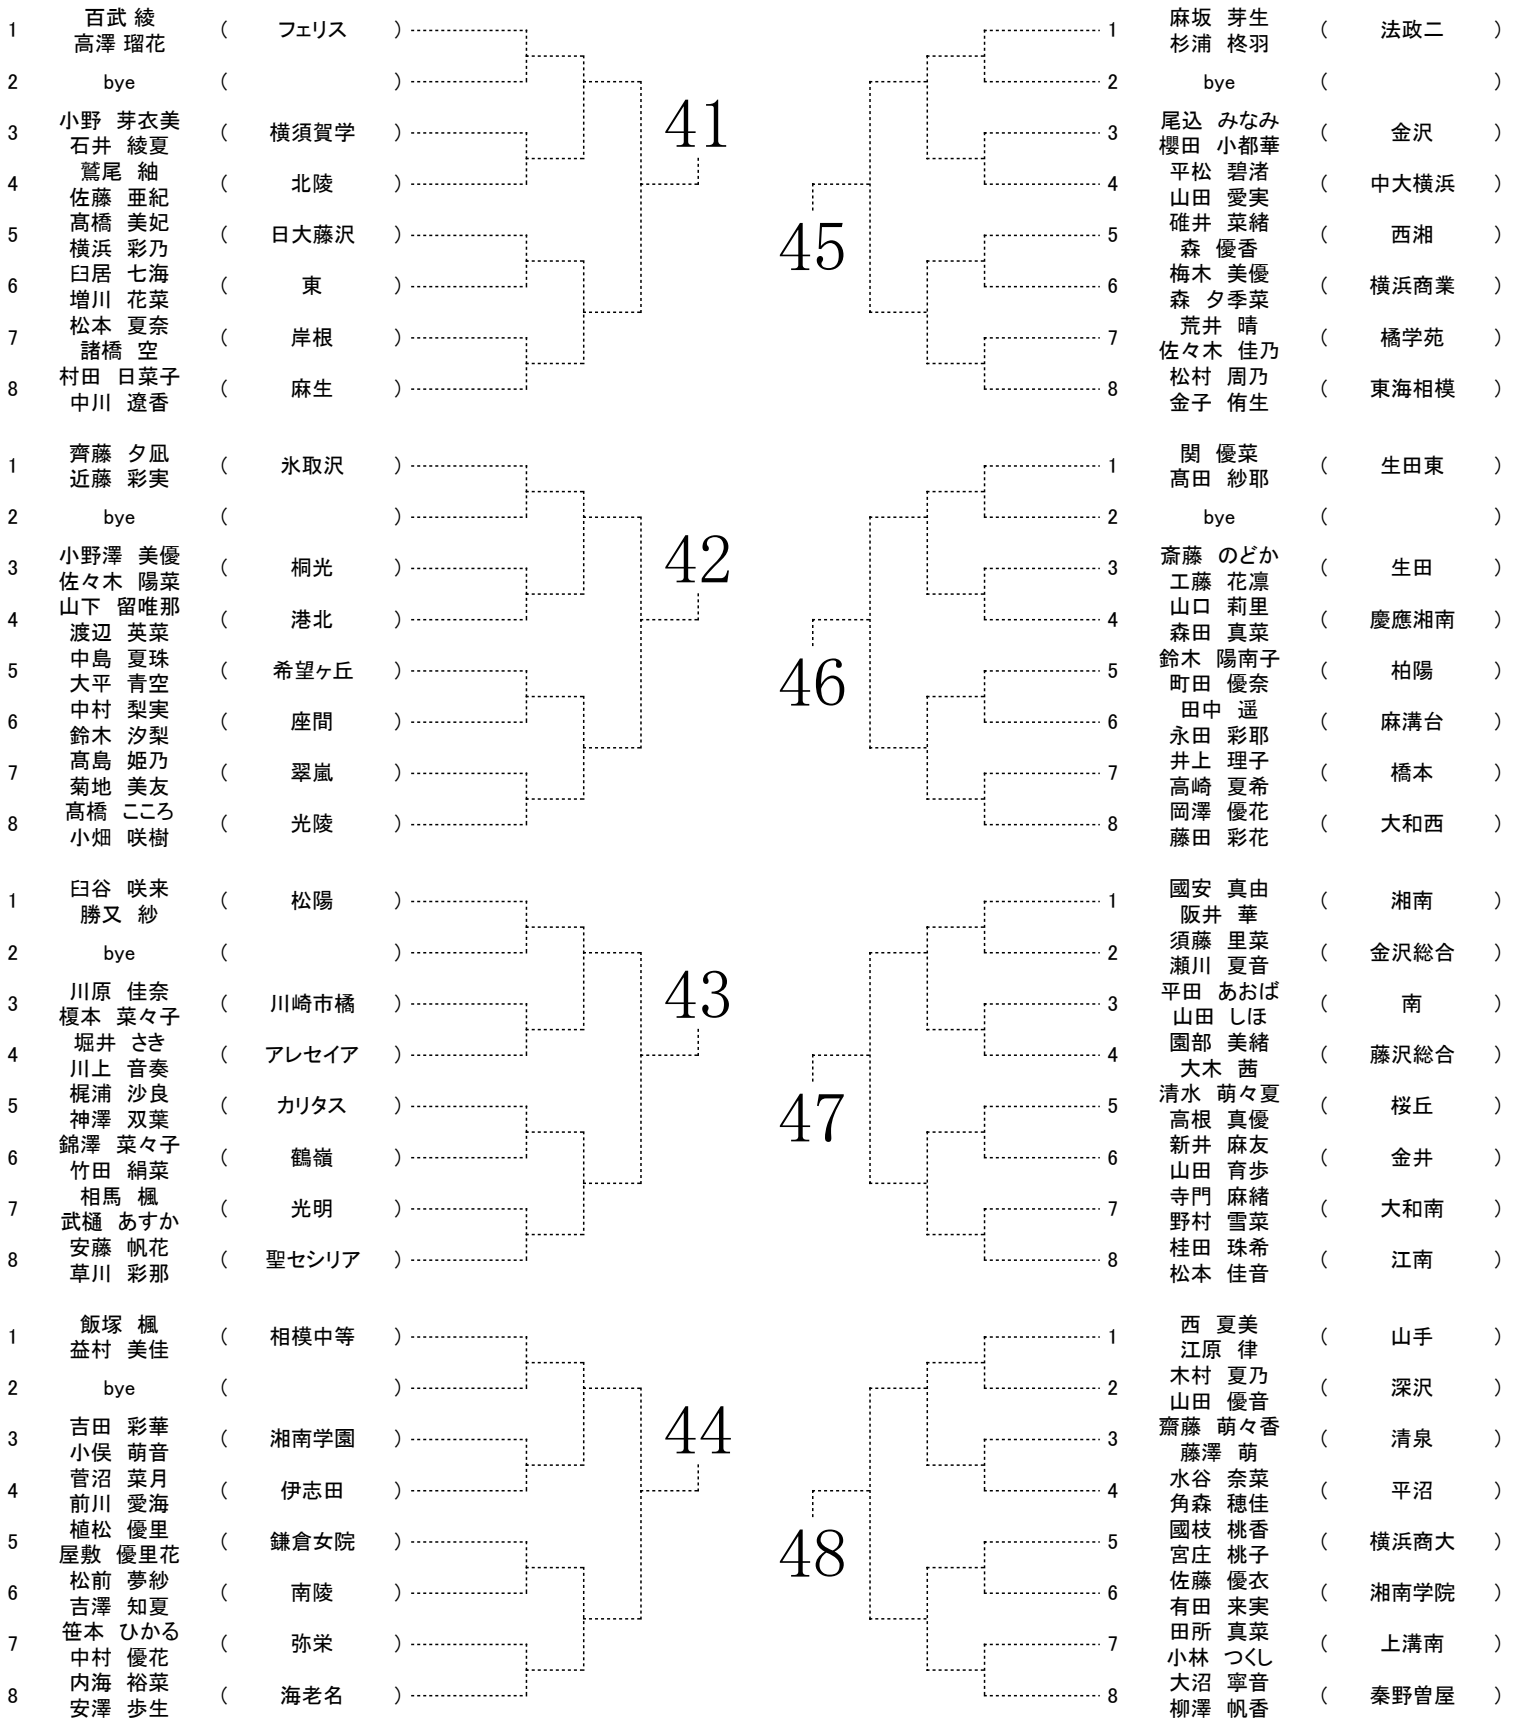 百武 綾
1 ( フェリス )
高澤 瑠花
2 bye ( )
小野 芽衣美
3 ( 横須賀学 )
石井 綾夏
鷲尾 紬
4 ( 北陵 )
佐藤 亜紀
髙橋 美妃
5 ( 日大藤沢 )
横浜 彩乃
臼居 七海
6 ( 東 )
増川 花菜
松本 夏奈
7 ( 岸根 )
諸橋 空
村田 日菜子
8 ( 麻生 )
中川 遼香
41
齊藤 夕凪
1 ( 氷取沢 )
近藤 彩実
2 bye ( )
小野澤 美優
3 ( 桐光 )
佐々木 陽菜
山下 留唯那
4 ( 港北 )
渡辺 英菜
中島 夏珠
5 ( 希望ヶ丘 )
大平 青空
中村 梨実
6 ( 座間 )
鈴木 汐梨
髙島 姫乃
7 ( 翠嵐 )
菊地 美友
髙橋 こころ
8 ( 光陵 )
小畑 咲樹
42
臼谷 咲来
1 ( 松陽 )
勝又 紗
2 bye ( )
川原 佳奈
3 ( 川崎市橘 )
榎本 菜々子
堀井 さき
4 ( アレセイア )
川上 音奏
梶浦 沙良
5 ( カリタス )
神澤 双葉
錦澤 菜々子
6 ( 鶴嶺 )
竹田 絹菜
相馬 楓
7 ( 光明 )
武樋 あすか
安藤 帆花
8 ( 聖セシリア )
草川 彩那
43
飯塚 楓
1 ( 相模中等 )
益村 美佳
2 bye ( )
吉田 彩華
3 ( 湘南学園 )
小俣 萌音
菅沼 菜月
4 ( 伊志田 )
前川 愛海
植松 優里
5 ( 鎌倉女院 )
屋敷 優里花
松前 夢紗
6 ( 南陵 )
吉澤 知夏
笹本 ひかる
7 ( 弥栄 )
中村 優花
内海 裕菜
8 ( 海老名 )
安澤 歩生
44
麻坂 芽生
1 ( 法政二 )
杉浦 柊羽
2 bye ( )
尾込 みなみ
3 ( 金沢 )
櫻田 小都華
平松 碧渚
4 ( 中大横浜 )
山田 愛実
碓井 菜緒
5 ( 西湘 )
森 優香
梅木 美優
6 ( 横浜商業 )
森 夕季菜
荒井 晴
7 ( 橘学苑 )
佐々木 佳乃
松村 周乃
8 ( 東海相模 )
金子 侑生
45
関 優菜
1 ( 生田東 )
髙田 紗耶
2 bye ( )
斎藤 のどか
3 ( 生田 )
工藤 花凛
山口 莉里
4 ( 慶應湘南 )
森田 真菜
鈴木 陽南子
5 ( 柏陽 )
町田 優奈
田中 遥
6 ( 麻溝台 )
永田 彩耶
井上 理子
7 ( 橋本 )
高崎 夏希
岡澤 優花
8 ( 大和西 )
藤田 彩花
46
國安 真由
1 ( 湘南 )
阪井 華
須藤 里菜
2 ( 金沢総合 )
瀬川 夏音
平田 あおば
3 ( 南 )
山田 しほ
園部 美緒
4 ( 藤沢総合 )
大木 茜
清水 萌々夏
5 ( 桜丘 )
高根 真優
新井 麻友
6 ( 金井 )
山田 育歩
寺門 麻緒
7 ( 大和南 )
野村 雪菜
桂田 珠希
8 ( 江南 )
松本 佳音
47
西 夏美
1 ( 山手 )
江原 律
木村 夏乃
2 ( 深沢 )
山田 優音
齋藤 萌々香
3 ( 清泉 )
藤澤 萌
水谷 奈菜
4 ( 平沼 )
角森 穂佳
國枝 桃香
5 ( 横浜商大 )
宮庄 桃子
佐藤 優衣
6 ( 湘南学院 )
有田 来実
田所 真菜
7 ( 上溝南 )
小林 つくし
大沼 寧音
8 ( 秦野曽屋 )
柳澤 帆香
48